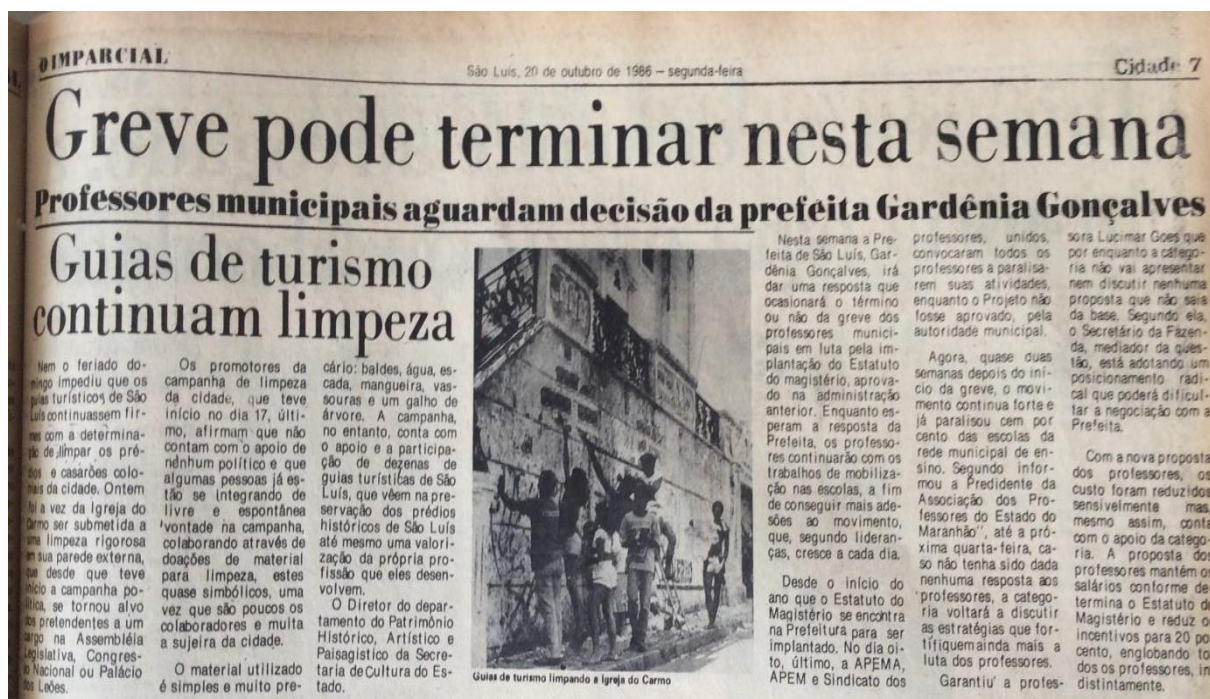 O IMPARCIAL
São Luís, 20 de outubro de 1986 — segunda-feira
Cidade 7
Greve pode terminar nesta semana
Professores municipais aguardam decisão da prefeita Gardênia Gonçalves
Guias de turismo
continuam limpeza
Nem o feriado do-
mingo impediu que os
guias turísticos de São
Luís continuassem fir-
mes com a determina-
ção de limpar os pré-
dios e casarões colo-
niais da cidade. Ontem
foi a vez da Igreja do
Carmo ser submetida a
uma limpeza rigorosa
em sua parede externa,
que desde que teve
início a campanha po-
lítica, se tornou alvo
dos pretendentes a um
cargo na Assembléia
Legislativa, Congres-
so Nacional ou Palácio
dos Leões.
Os promotores da
campanha de limpeza
da cidade, que teve
início no dia 17, últi-
mo, afirmam que não
contam com o apoio de
nenhum político e que
algumas pessoas já es-
tão se integrando de
livre e espontânea
vontade na campanha,
colaborando através de
doações de material
para limpeza, estes
quase simbólicos, uma
vez que são poucos os
colaboradores e muita
a sujeira da cidade.
O material utilizado
é simples e muito pre-
cário: baldes, água, es-
cada, mangueira, vas-
souras e um galho de
árvore. A campanha,
no entanto, conta com
o apoio e a participa-
ção de dezenas de
guias turísticas de São
Luís, que vêem na pre-
servação dos prédios
históricos de São Luís
até mesmo uma valori-
zação da própria pro-
fissão que eles desen-
volvem.
O Diretor do depar-
tamento do Patrimônio
Histórico, Artístico e
Paisagístico da Secre-
taria de Cultura do Es-
tado.
Guias de turismo limpando a Igreja do Carmo
Nesta semana a Pre-
feita de São Luís, Gar-
dênia Gonçalves, irá
dar uma resposta que
ocasionará o término
ou não da greve dos
professores munici-
pais em luta pela im-
plantação do Estatuto
do magistério, aprova-
do na administração
anterior. Enquanto es-
peram a resposta da
Prefeita, os professo-
res continuarão com os
trabalhos de mobiliza-
ção nas escolas, a fim
de conseguir mais ade-
sões ao movimento,
que, segundo lideran-
ças, cresce a cada dia.
Desde o início do
ano que o Estatuto do
Magistério se encontra
na Prefeitura para ser
implantado. No dia oi-
to, último, a APEMA,
APEM e Sindicato dos
professores, unidos,
convocaram todos os
professores a paralisa-
rem suas atividades,
enquanto o Projeto não
fosse aprovado, pela
autoridade municipal.
Agora, quase duas
semanas depois do iní-
cio da greve, o movi-
mento continua forte e
já paralisou cem por
cento das escolas da
rede municipal de en-
sino. Segundo infor-
mou a Predidente da
Associação dos Pro-
fessores do Estado do
Maranhão", até a pró-
xima quarta-feira, ca-
so não tenha sido dada
nenhuma resposta aos
professores, a catego-
ria voltará a discutir
as estratégias que for-
tifiquem ainda mais a
luta dos professores.
Garantiu a profes-
sora Lucimar Goes que
por enquanto a catego-
ria não vai apresentar
nem discutir nenhuma
proposta que não saia
da base. Segundo ela,
o Secretário da Fazen-
da, mediador da ques-
tão, está adotando um
posicionamento radi-
cal que poderá dificul-
tar a negociação com a
Prefeita.
Com a nova proposta
dos professores, os
custo foram reduzidos
sensivelmente mas,
mesmo assim, conta
com o apoio da catego-
ria. A proposta dos
professores mantém os
salários conforme de-
termina o Estatuto do
Magistério e reduz os
incentivos para 20 por
cento, englobando to-
dos os professores, in-
distintamente.